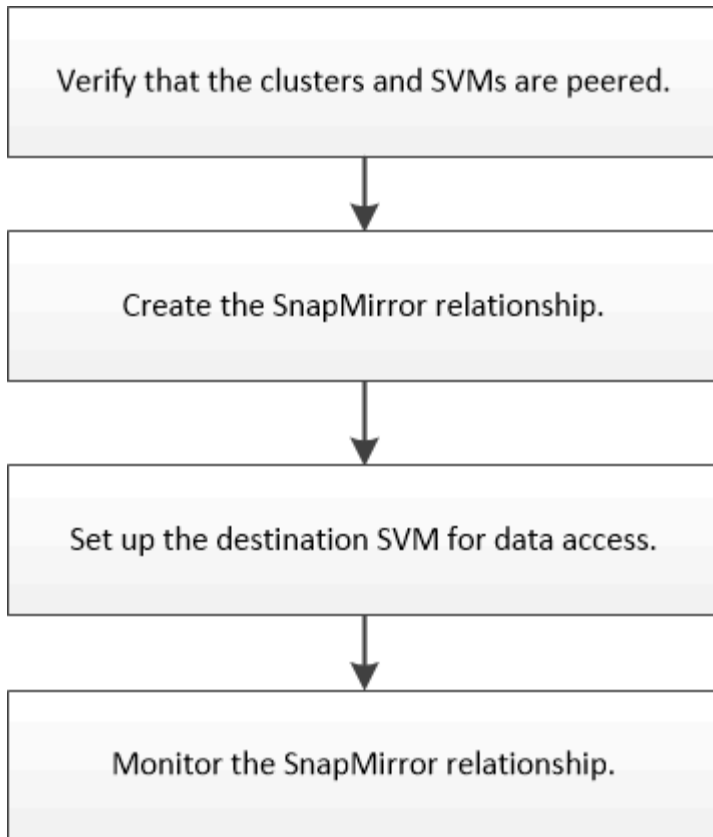 Verify that the clusters and SVMs are peered.
Create the SnapMirror relationship.
Set up the destination SVM for data access.
Monitor the SnapMirror relationship.